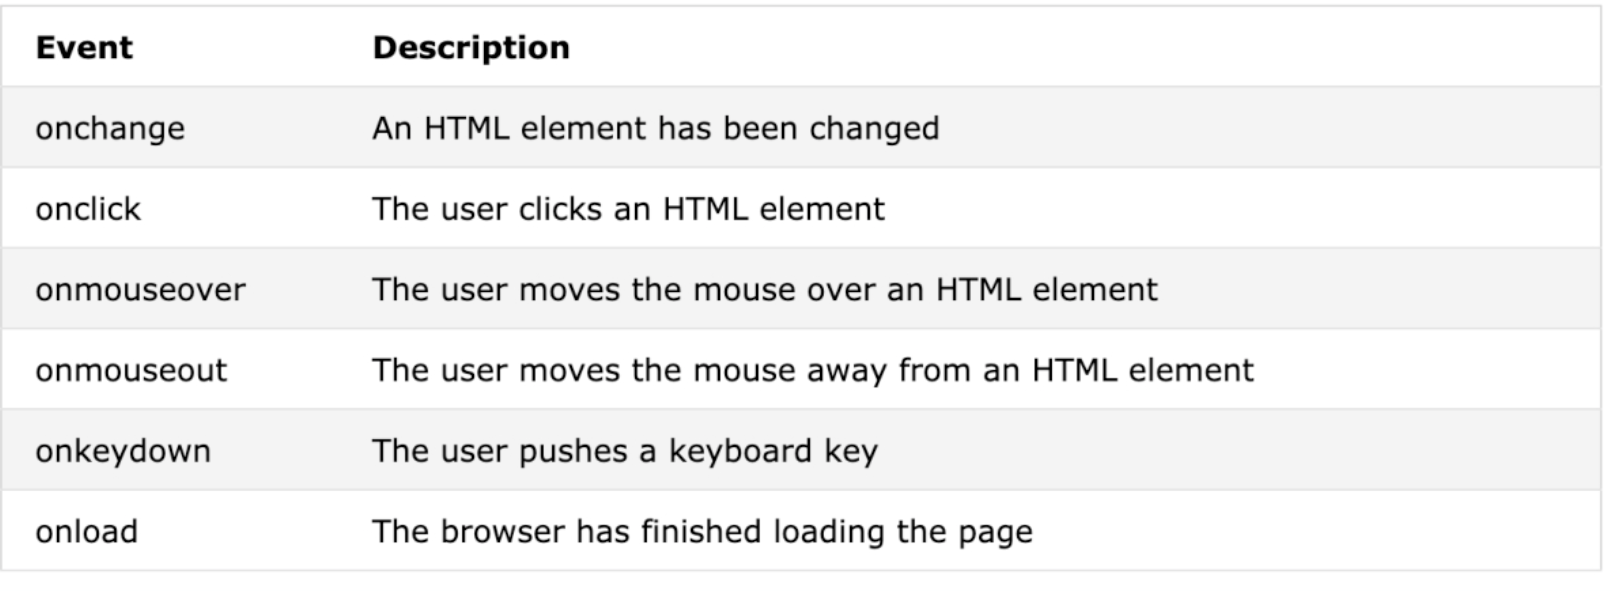 Event Description
onchange An HTML element has been changed
onclick The user clicks an HTML element
onmouseover The user moves the mouse over an HTML element
onmouseout The user moves the mouse away from an HTML element
onkeydown The user pushes a keyboard key
onload The browser has finished loading the page